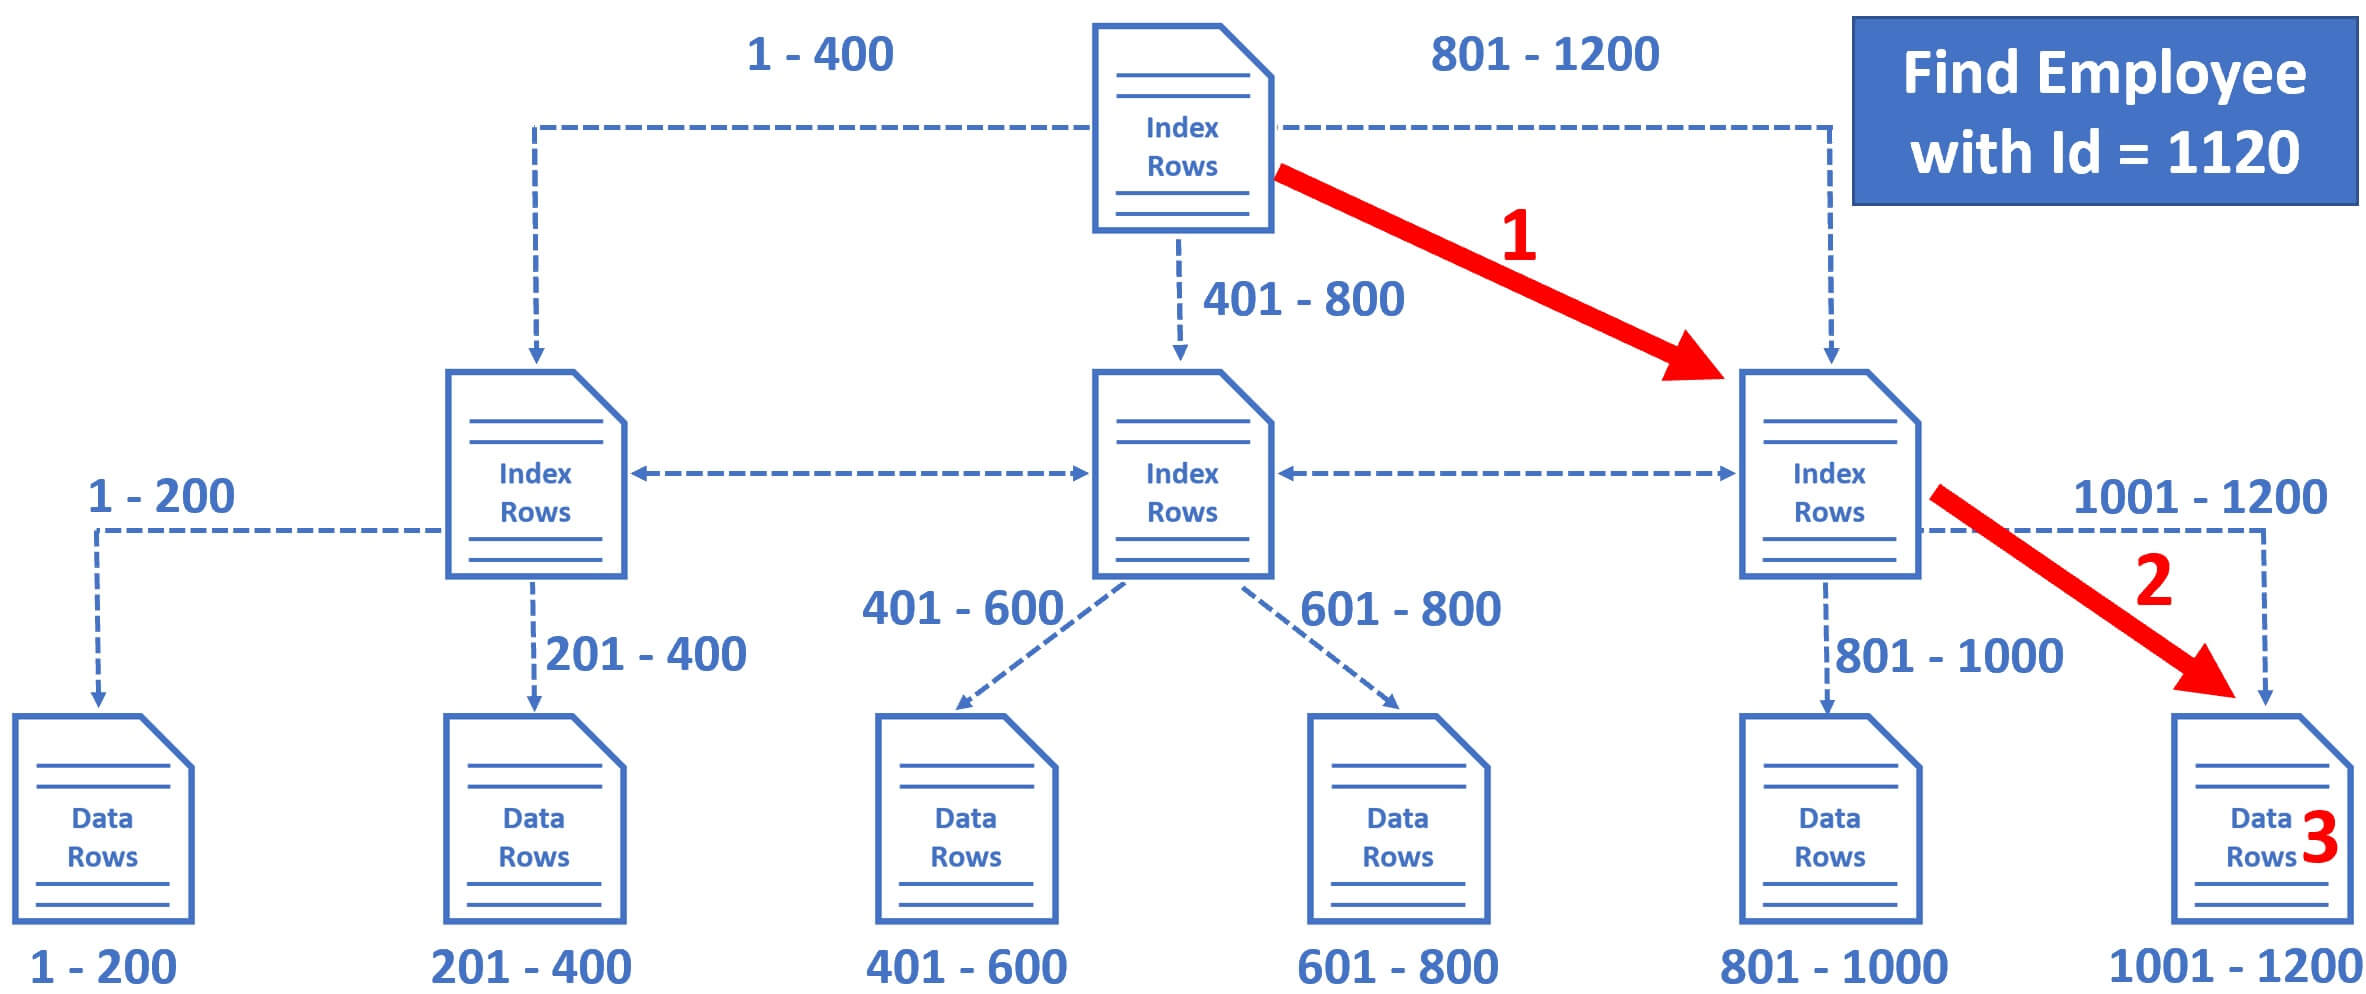 1 - 400
801 - 1200
Find Employee
with Id = 1120
Index
Rows
1
401 - 800
Index
Rows
Index
Rows
Index
Rows
1 - 200
1001 - 1200
2
401 - 600
601 - 800
201 - 400
801 - 1000
Data
Rows
Data
Rows
Data
Rows
Data
Rows
Data
Rows
Data
Rows
3
1 - 200
201 - 400
401 - 600
601 - 800
801 - 1000
1001 - 1200